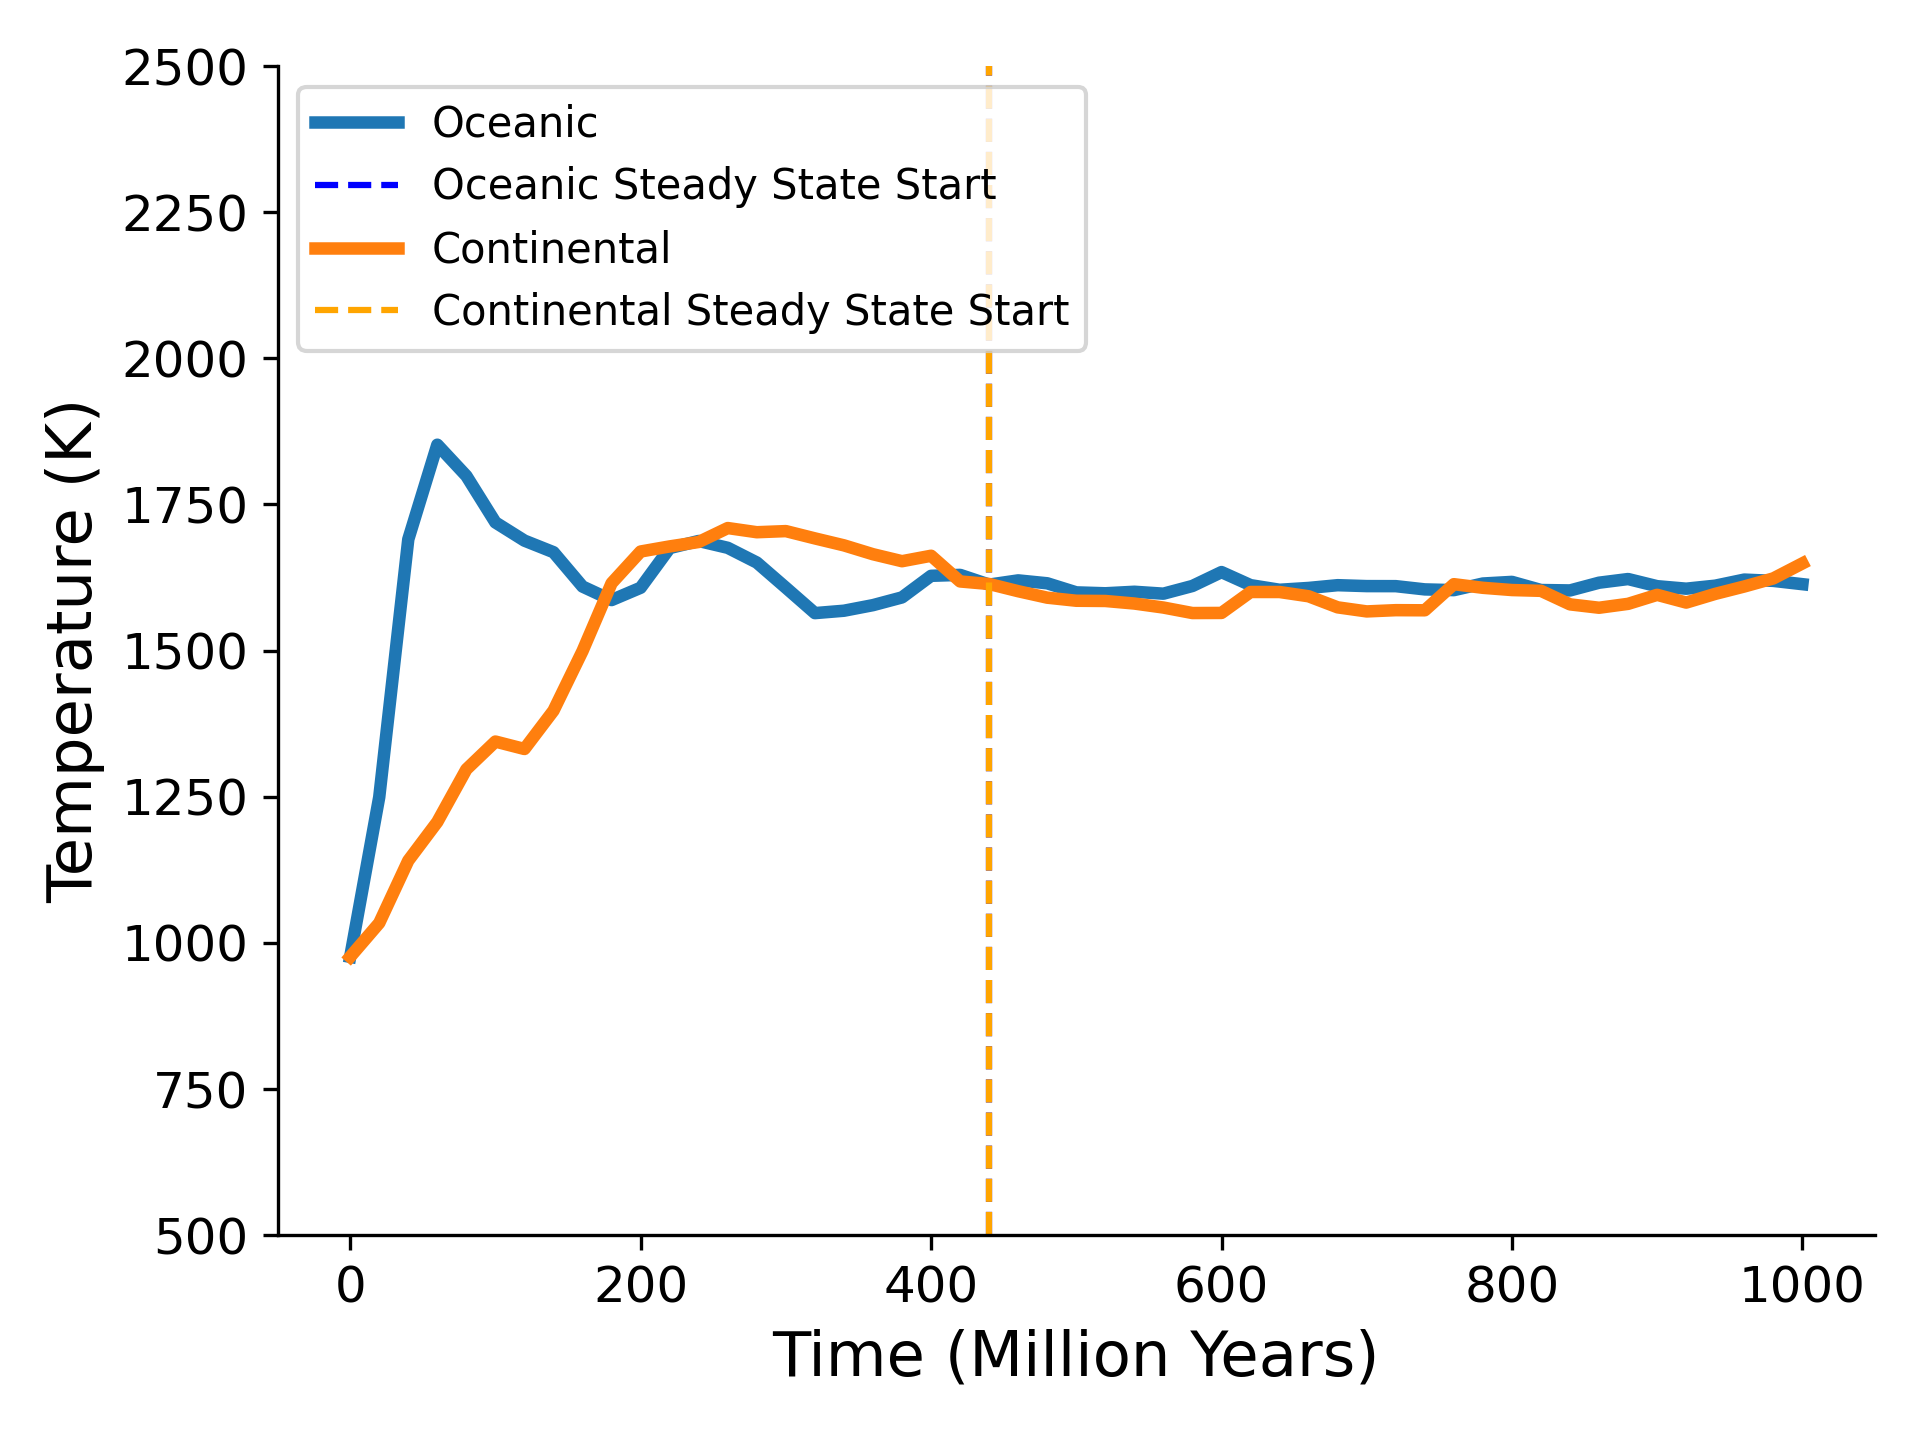 2500
2250
2000
1750
1500
1250
1000
750
500
Temperature (K)
Oceanic
Oceanic Steady State Start
Continental
Continental Steady State Start
0 200 400 600 800 1000
Time (Million Years)